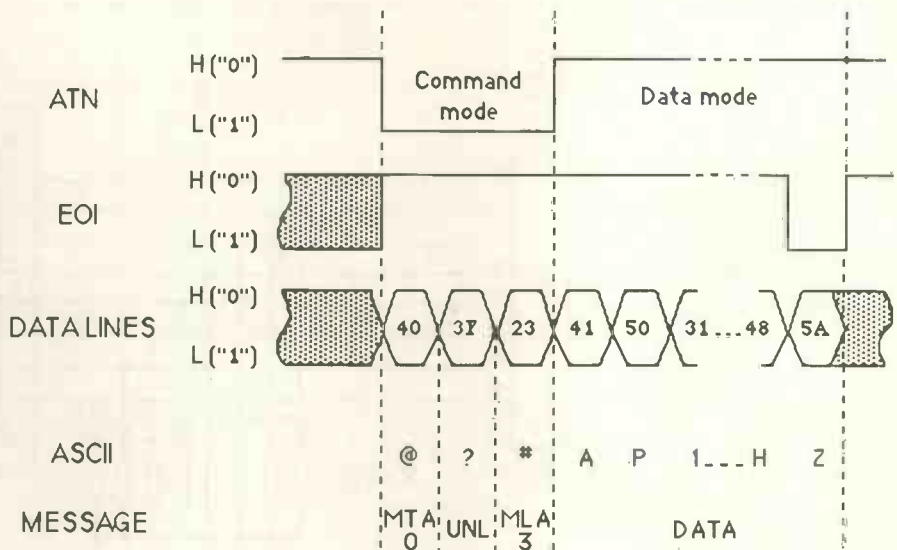 H ("0")
ATN
Command mode
Data mode
L ("1")
H ("0")
EOI
L ("1")
H ("0")
DATA LINES
40 3F 23 41 50 31...48 5A
L ("1")
ASCII @ ? # A P 1---H Z
MESSAGE MTA 0 UNL MLA 3 DATA